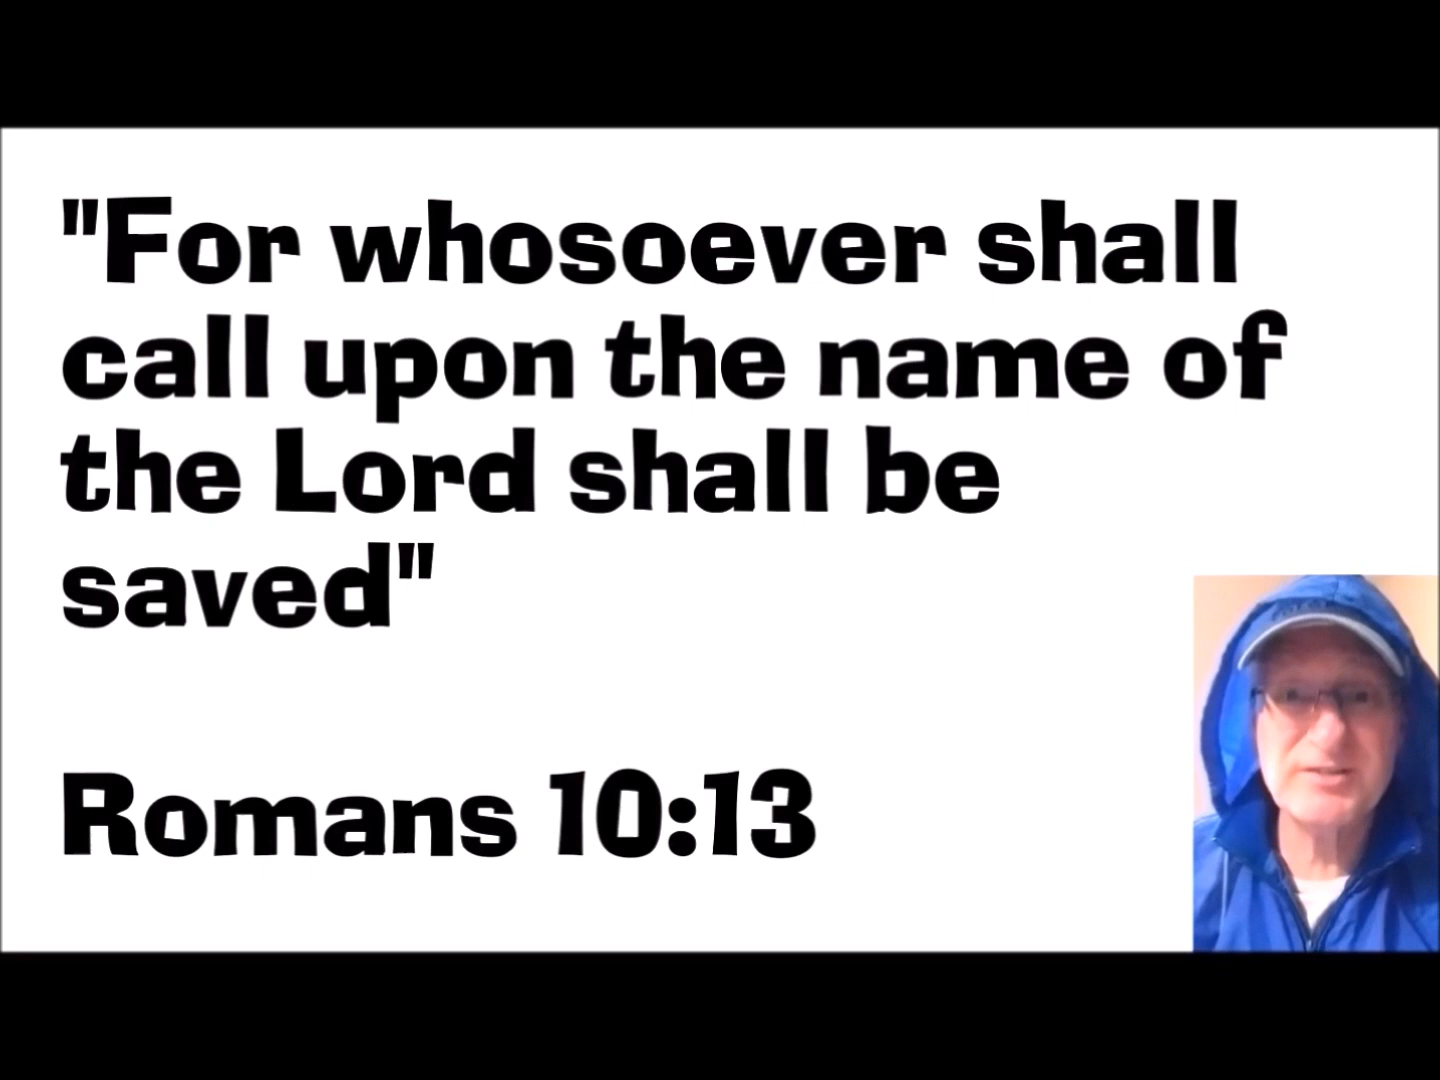 "For whosoever shall
call upon the name of
the Lord shall be
saved"
Romans 10:13